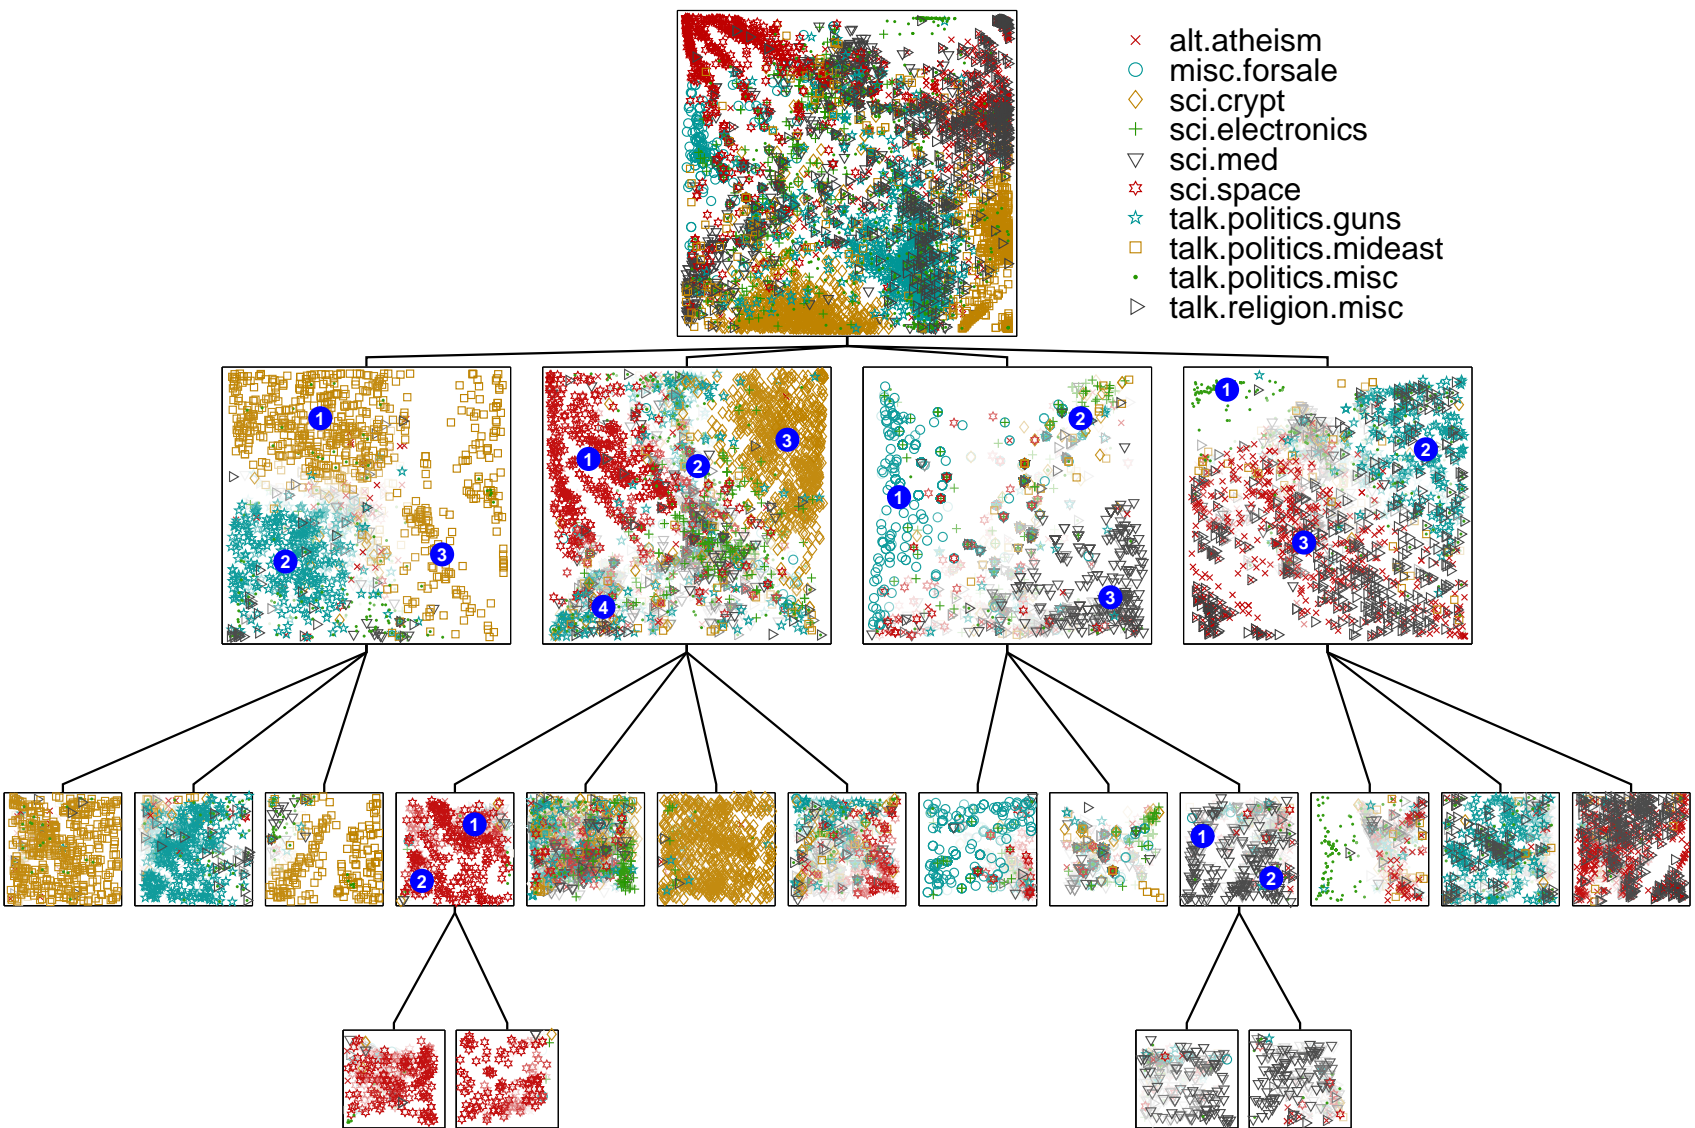 alt.atheism
misc.forsale
sci.crypt
sci.electronics
sci.med
sci.space
talk.politics.guns
talk.politics.mideast
talk.politics.misc
talk.religion.misc
1
2
3
1
2
3
4
1
2
3
1
2
3
1
2
1
2